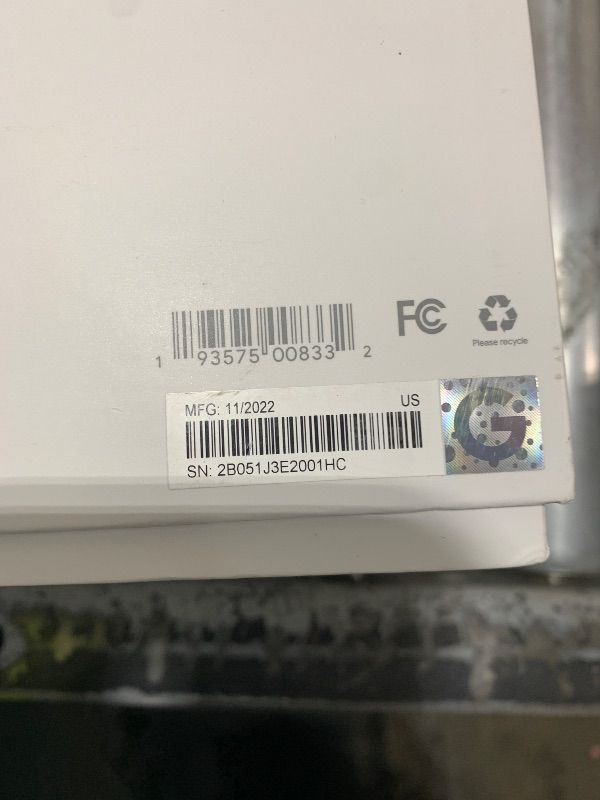 FC
Please recycle
1 93575 00833 2
MFG: 11/2022 US
SN: 2B051J3E2001HC
G